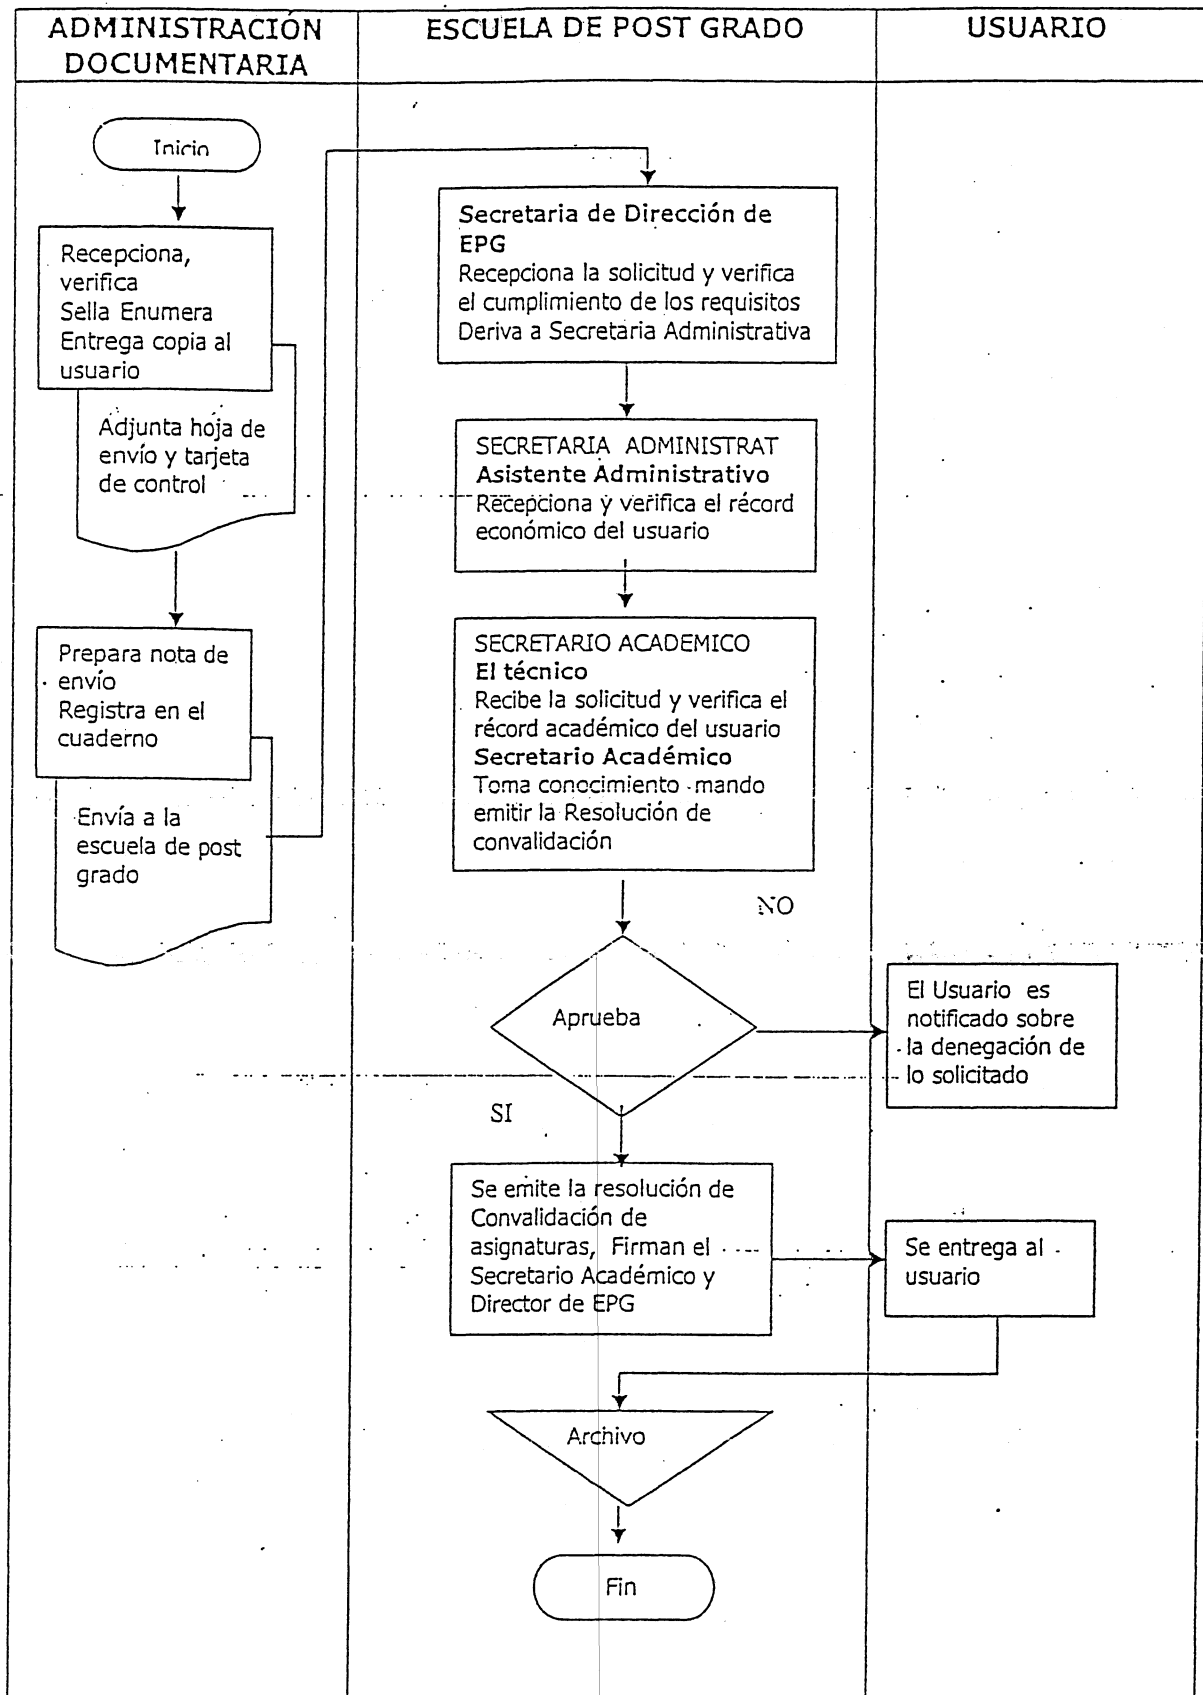 ADMINISTRACIÓN
DOCUMENTARIA
ESCUELA DE POST GRADO
USUARIO
Inicio
Recepciona,
verifica
Sella Enumera
Entrega copia al
usuario
Adjunta hoja de
envío y tarjeta
de control
Prepara nota de
envío
Registra en el
cuaderno
Envía a la
escuela de post
grado
Secretaria de Dirección de
EPG
Recepciona la solicitud y verifica
el cumplimiento de los requisitos
Deriva a Secretaria Administrativa
SECRETARIA ADMINISTRAT
Asistente Administrativo
Recepciona y verifica el récord
económico del usuario
SECRETARIO ACADEMICO
El técnico
Recibe la solicitud y verifica el
récord académico del usuario
Secretario Académico
Toma conocimiento mando
emitir la Resolución de
convalidación
NO
Aprueba
El Usuario es
notificado sobre
la denegación de
lo solicitado
SI
Se emite la resolución de
Convalidación de
asignaturas, Firman el
Secretario Académico y
Director de EPG
Se entrega al
usuario
Archivo
Fin